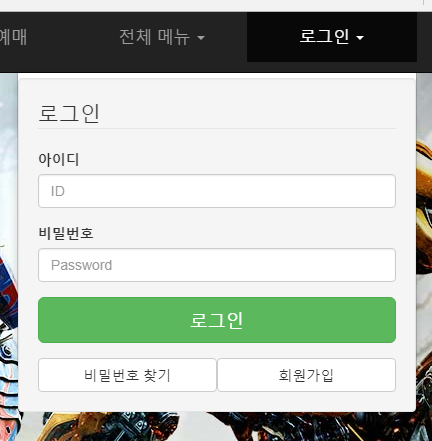 예매 전체 메뉴 로그인
로그인
아이디
ID
비밀번호
Password
로그인
비밀번호 찾기 회원가입